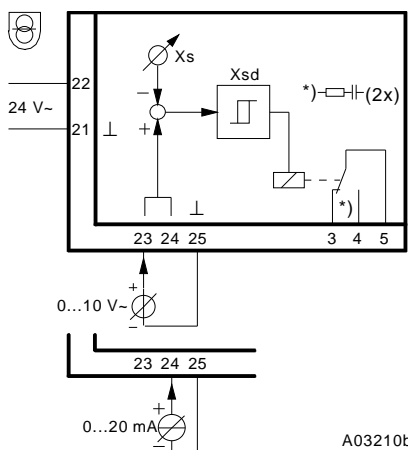 Xs
Xsd
*) (2x)
22
24 V~
21 ⊥
−
+
*)
⊥
23 24 25 3 4 5
+
0...10 V~
−
23 24 25
+
0...20 mA
−
A03210b